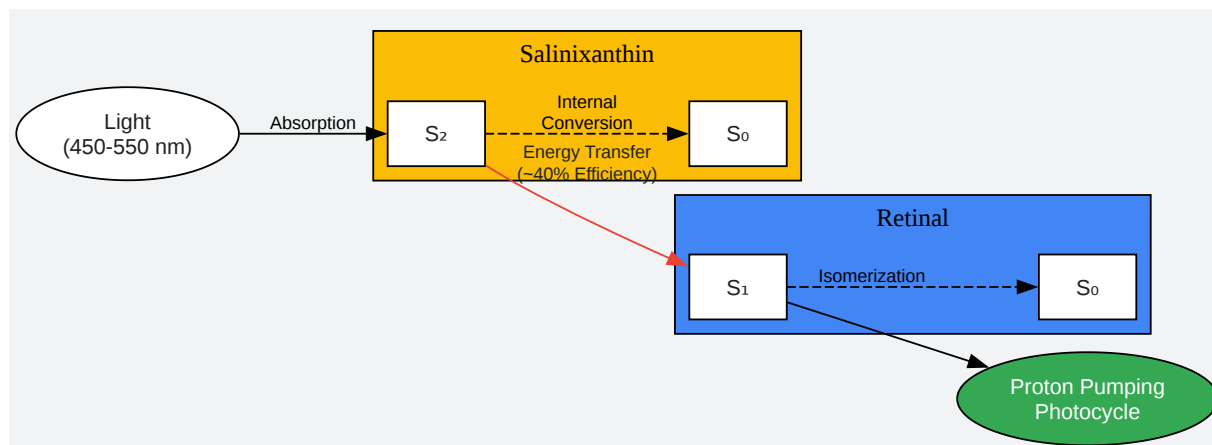 Salinixanthin
Light
(450-550 nm)
Absorption
S₂
Internal
Conversion
S₀
Energy Transfer
(~40% Efficiency)
Retinal
S₁
Isomerization
S₀
Proton Pumping
Photocycle